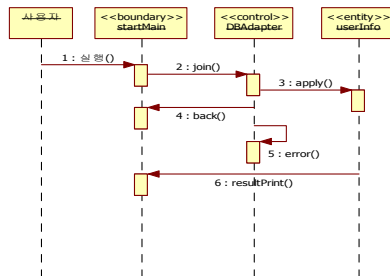 사용자
<<boundary>>
startMain
<<control>>
DBAdapter
<<entity>>
userInfo
1 : 실행()
2 : join()
3 : apply()
4 : back()
5 : error()
6 : resultPrint()